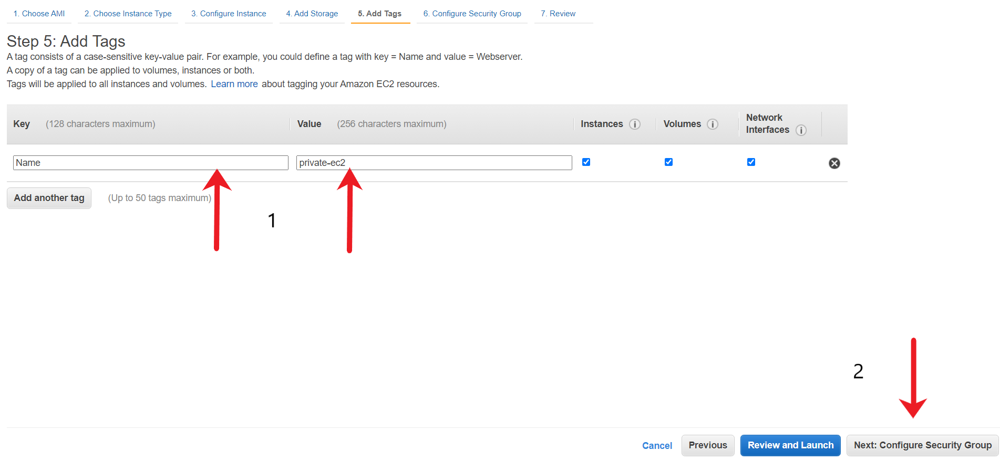 1. Choose AMI 2. Choose Instance Type 3. Configure Instance 4. Add Storage 5. Add Tags 6. Configure Security Group 7. Review
Step 5: Add Tags
A tag consists of a case-sensitive key-value pair. For example, you could define a tag with key = Name and value = Webserver.
A copy of a tag can be applied to volumes, instances or both.
Tags will be applied to all instances and volumes. Learn more about tagging your Amazon EC2 resources.
Key (128 characters maximum) Value (256 characters maximum) Instances i Volumes i Network Interfaces i
Name private-ec2
Add another tag (Up to 50 tags maximum)
1
2
Cancel Previous Review and Launch Next: Configure Security Group